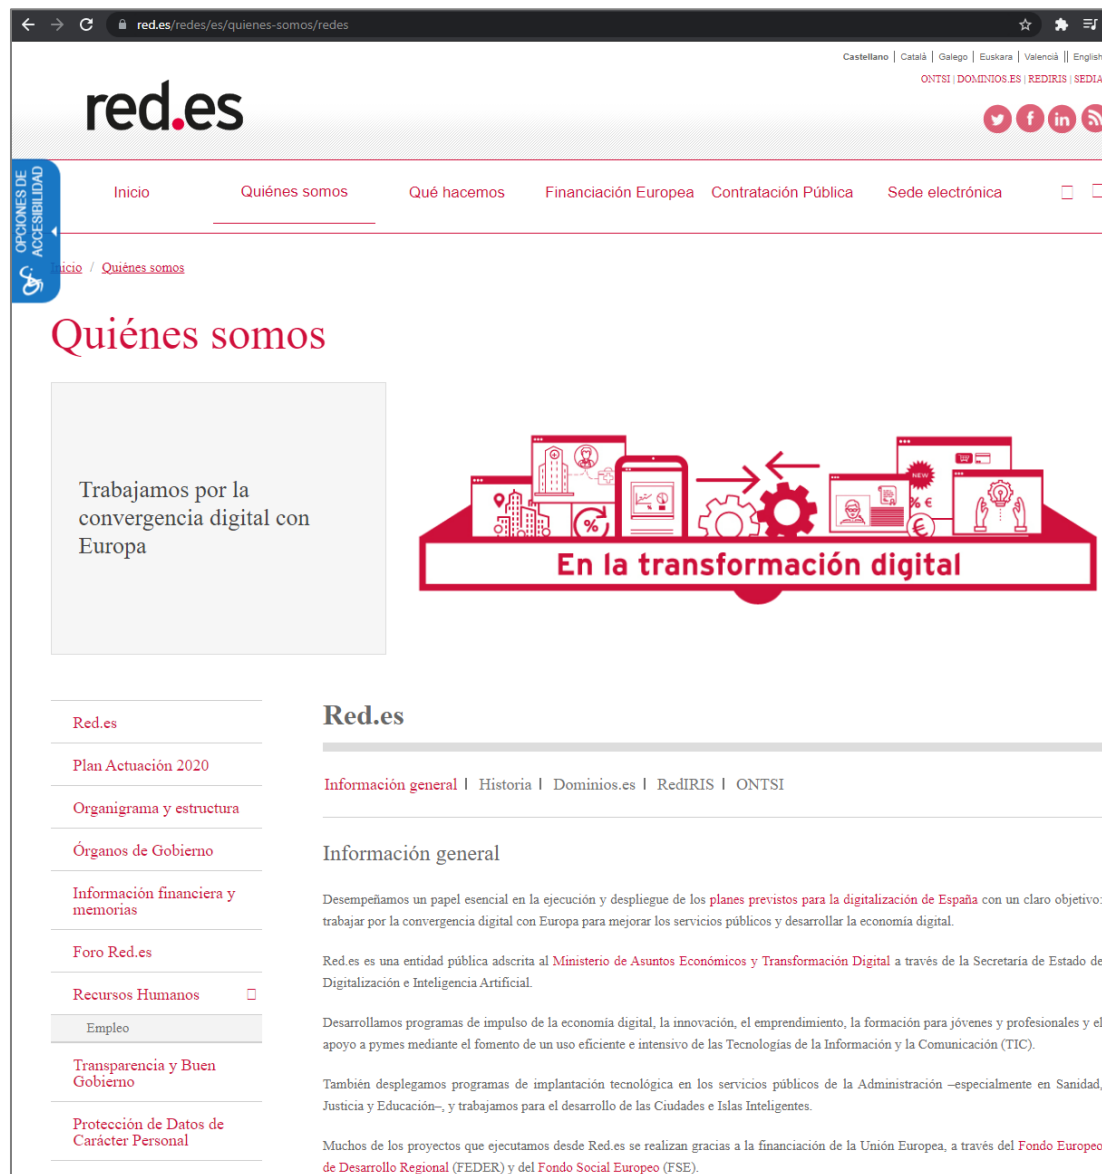 red.es/redes/es/quienes-somos/redes
Castellano | Català | Galego | Euskara | Valencià || English
ONTSI | DOMINIOS.ES | REDIRIS | SEDIA
red.es
OPCIONES DE
ACCESIBILIDAD
Inicio
Quiénes somos
Qué hacemos
Financiación Europea
Contratación Pública
Sede electrónica
Inicio / Quiénes somos
Quiénes somos
Trabajamos por la
convergencia digital con
Europa
NEW
% €
%
€
En la transformación digital
Red.es
Plan Actuación 2020
Organigrama y estructura
Órganos de Gobierno
Información financiera y
memorias
Foro Red.es
Recursos Humanos
Empleo
Transparencia y Buen
Gobierno
Protección de Datos de
Carácter Personal
Red.es
Información general | Historia | Dominios.es | RedIRIS | ONTSI
Información general
Desempeñamos un papel esencial en la ejecución y despliegue de los planes previstos para la digitalización de España con un claro objetivo:
trabajar por la convergencia digital con Europa para mejorar los servicios públicos y desarrollar la economía digital.
Red.es es una entidad pública adscrita al Ministerio de Asuntos Económicos y Transformación Digital a través de la Secretaría de Estado de
Digitalización e Inteligencia Artificial.
Desarrollamos programas de impulso de la economía digital, la innovación, el emprendimiento, la formación para jóvenes y profesionales y el
apoyo a pymes mediante el fomento de un uso eficiente e intensivo de las Tecnologías de la Información y la Comunicación (TIC).
También desplegamos programas de implantación tecnológica en los servicios públicos de la Administración –especialmente en Sanidad,
Justicia y Educación–, y trabajamos para el desarrollo de las Ciudades e Islas Inteligentes.
Muchos de los proyectos que ejecutamos desde Red.es se realizan gracias a la financiación de la Unión Europea, a través del Fondo Europeo
de Desarrollo Regional (FEDER) y del Fondo Social Europeo (FSE).